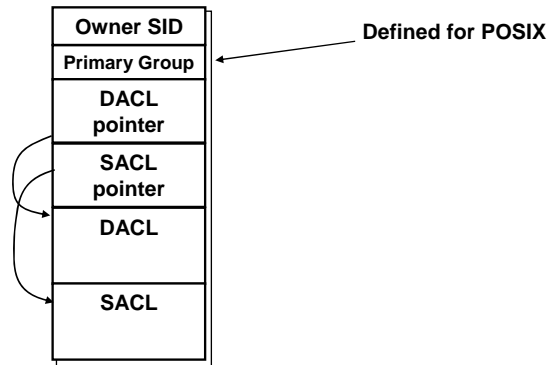 Owner SID
Defined for POSIX
Primary Group
DACL
pointer
SACL
pointer
DACL
SACL